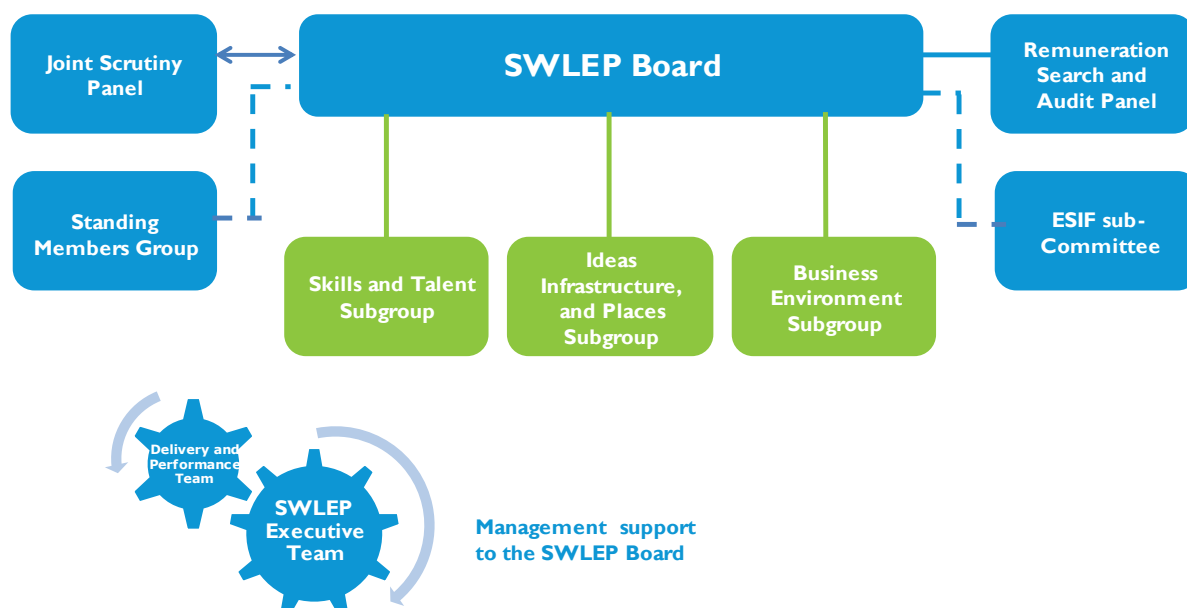 Joint Scrutiny
Panel
SWLEP Board
Remuneration
Search and
Audit Panel
Standing
Members Group
ESIF sub-
Committee
Skills and Talent
Subgroup
Ideas
Infrastructure,
and Places
Subgroup
Business
Environment
Subgroup
Delivery and
Performance
Team
SWLEP
Executive
Team
Management support
to the SWLEP Board